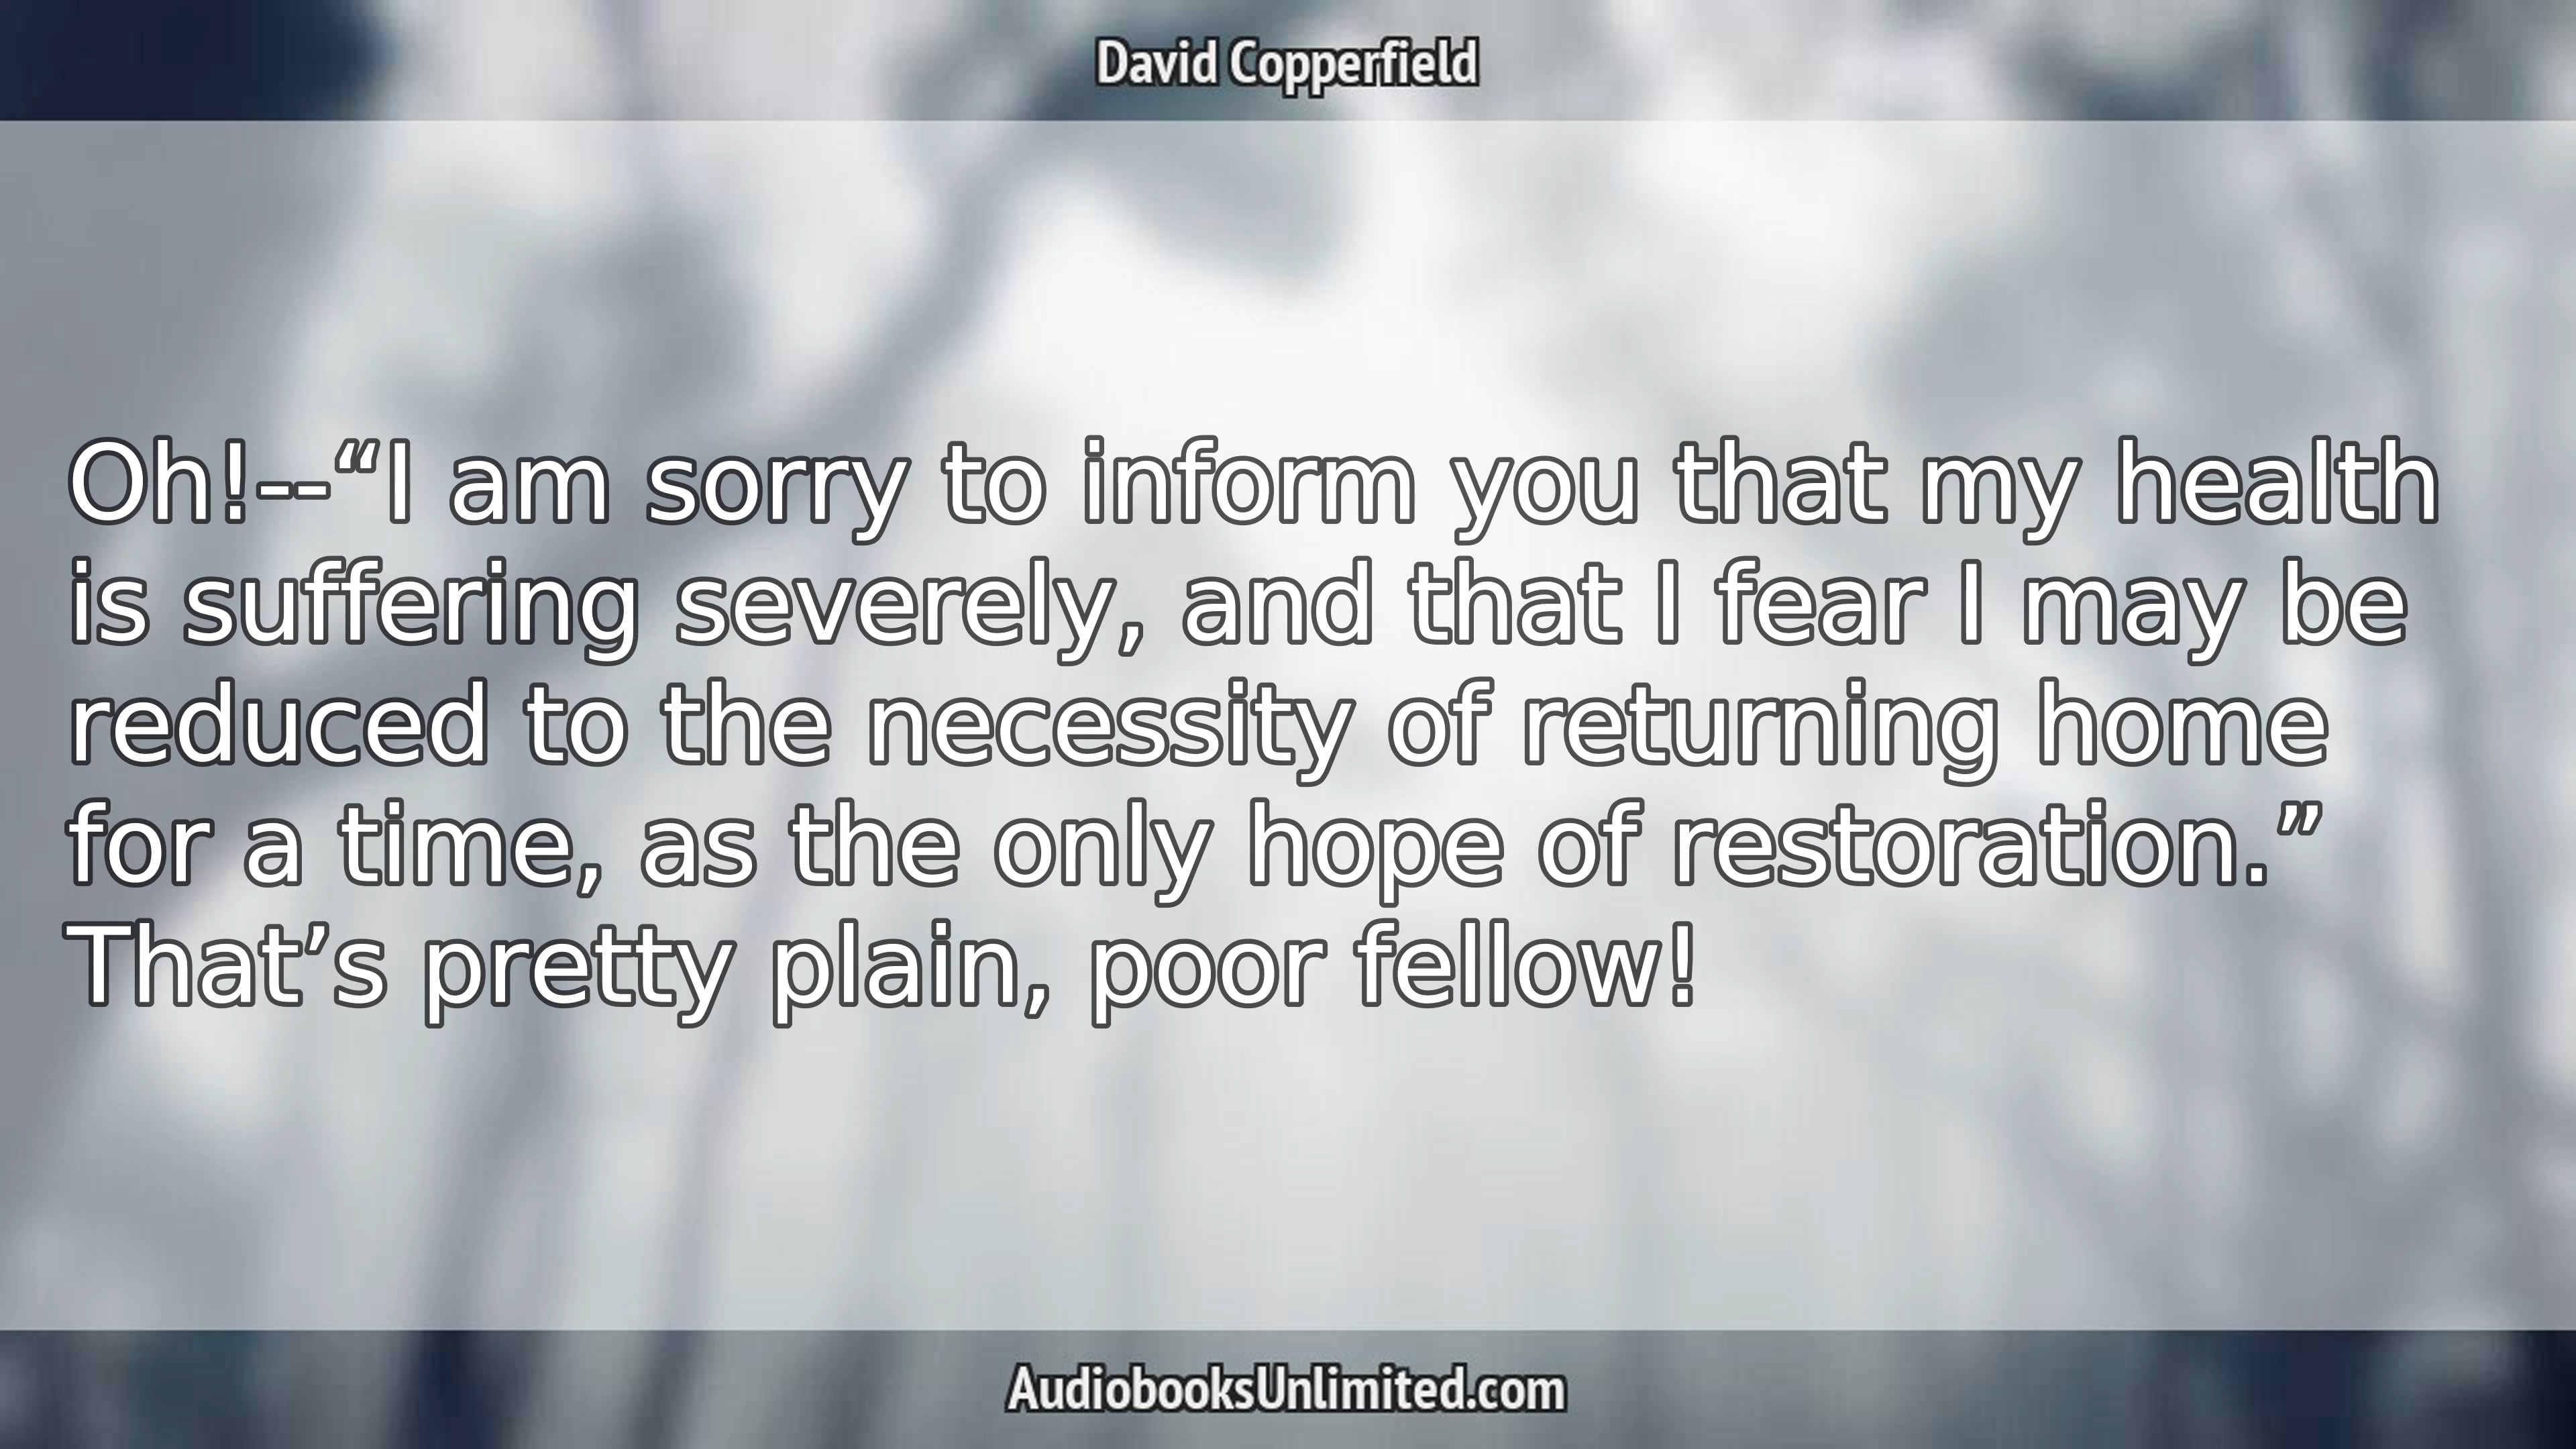 David Copperfield
Oh!--“I am sorry to inform you that my health
is suffering severely, and that I fear I may be
reduced to the necessity of returning home
for a time, as the only hope of restoration.”
That’s pretty plain, poor fellow!
AudiobooksUnlimited.com